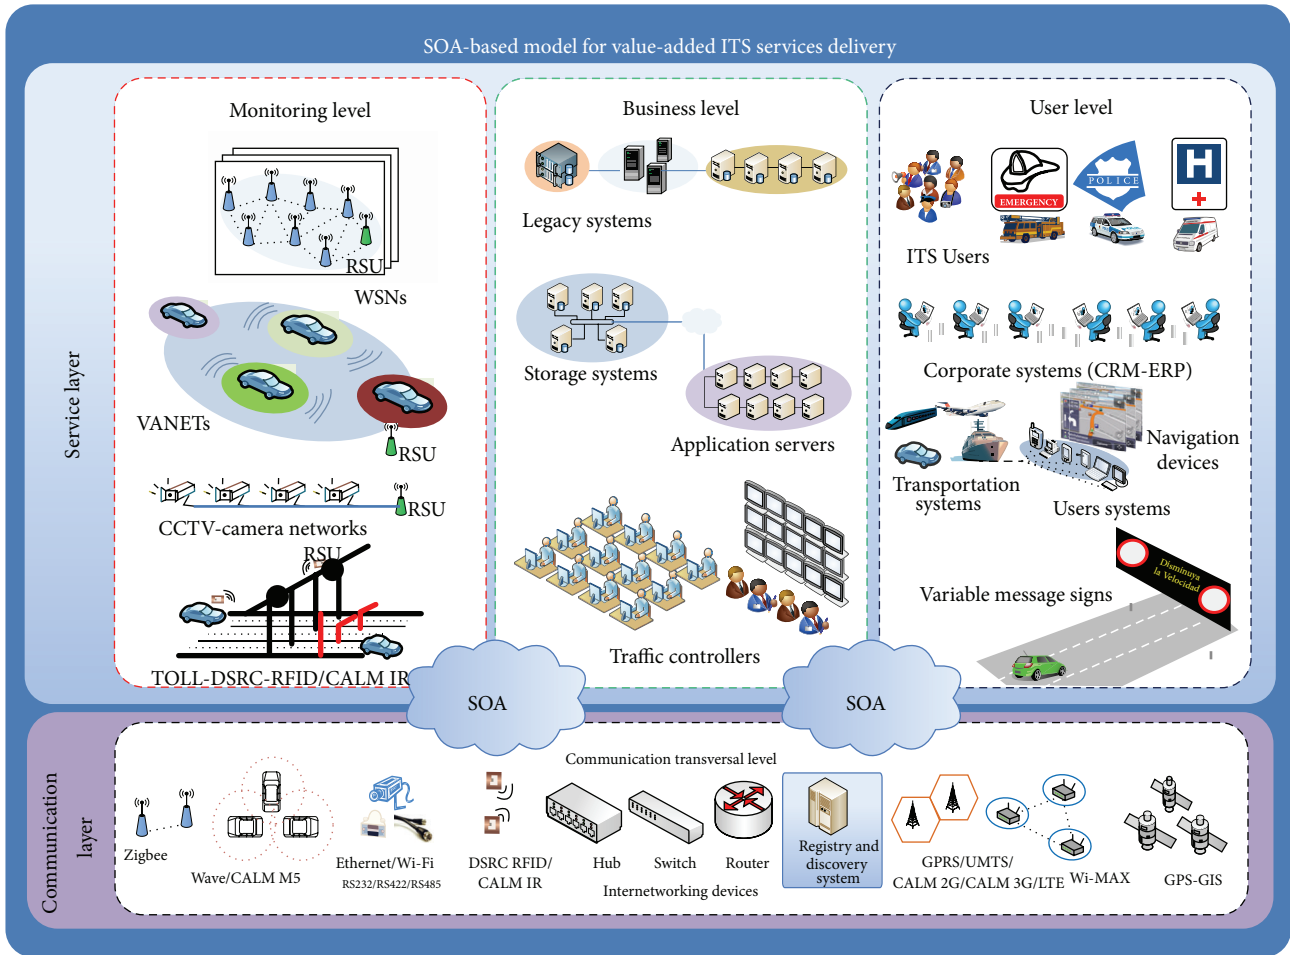 SOA-based model for value-added ITS services delivery
Service layer
Monitoring level
RSU
WSNs
VANETs
RSU
RSU
CCTV-camera networks
RSU
TOLL-DSRC-RFID/CALM IR
Business level
Legacy systems
Storage systems
Application servers
Traffic controllers
User level
EMERGENCY
POLICE
H
ITS Users
Corporate systems (CRM-ERP)
Navigation
devices
Transportation
systems
Users systems
Variable message signs
Disminuya
la Velocidad
SOA
SOA
Communication
layer
Communication transversal level
Zigbee
Wave/CALM M5
Ethernet/Wi-Fi
RS232/RS422/RS485
DSRC RFID/
CALM IR
Hub
Switch
Router
Internetworking devices
Registry and
discovery
system
GPRS/UMTS/
CALM 2G/CALM 3G/LTE
Wi-MAX
GPS-GIS